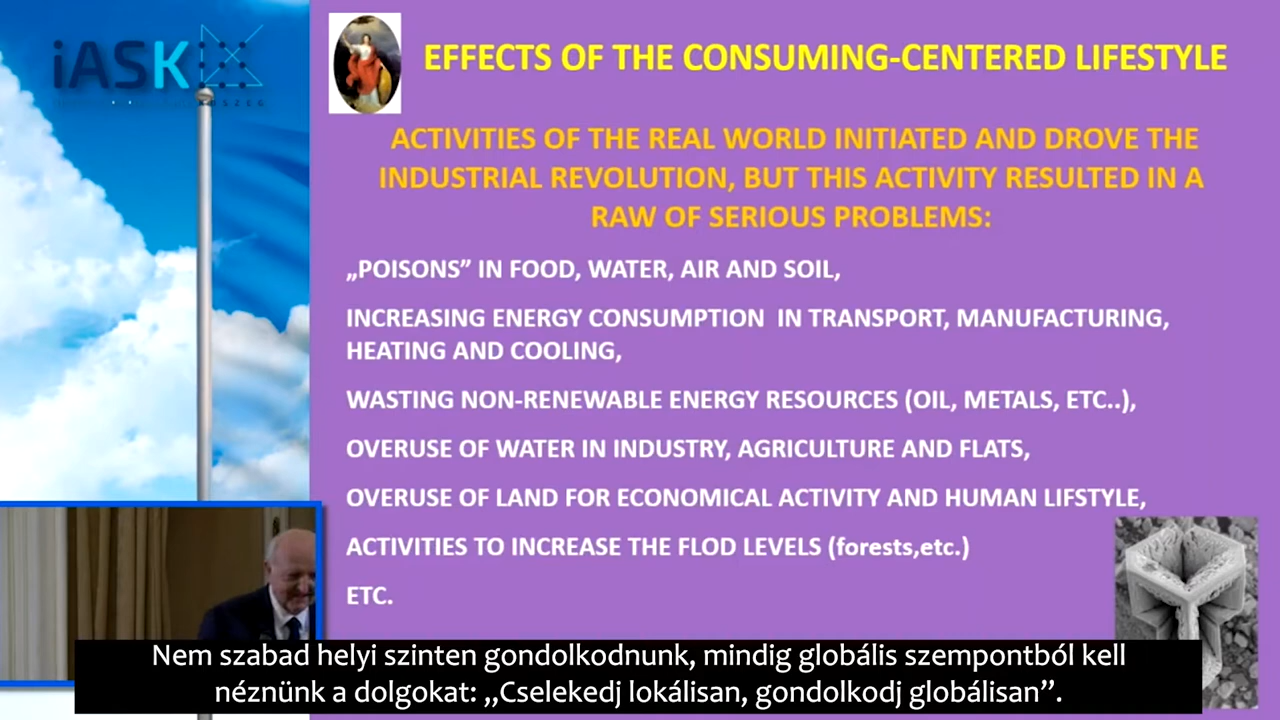 iASK
EFFECTS OF THE CONSUMING-CENTERED LIFESTYLE
ACTIVITIES OF THE REAL WORLD INITIATED AND DROVE THE
INDUSTRIAL REVOLUTION, BUT THIS ACTIVITY RESULTED IN A
RAW OF SERIOUS PROBLEMS:
„POISONS” IN FOOD, WATER, AIR AND SOIL,
INCREASING ENERGY CONSUMPTION IN TRANSPORT, MANUFACTURING,
HEATING AND COOLING,
WASTING NON-RENEWABLE ENERGY RESOURCES (OIL, METALS, ETC..),
OVERUSE OF WATER IN INDUSTRY, AGRICULTURE AND FLATS,
OVERUSE OF LAND FOR ECONOMICAL ACTIVITY AND HUMAN LIFSTYLE,
ACTIVITIES TO INCREASE THE FLOD LEVELS (forests,etc.)
ETC.
Nem szabad helyi szinten gondolkodnunk, mindig globális szempontból kell
néznünk a dolgokat: „Cselekedj lokálisan, gondolkodj globálisan”.